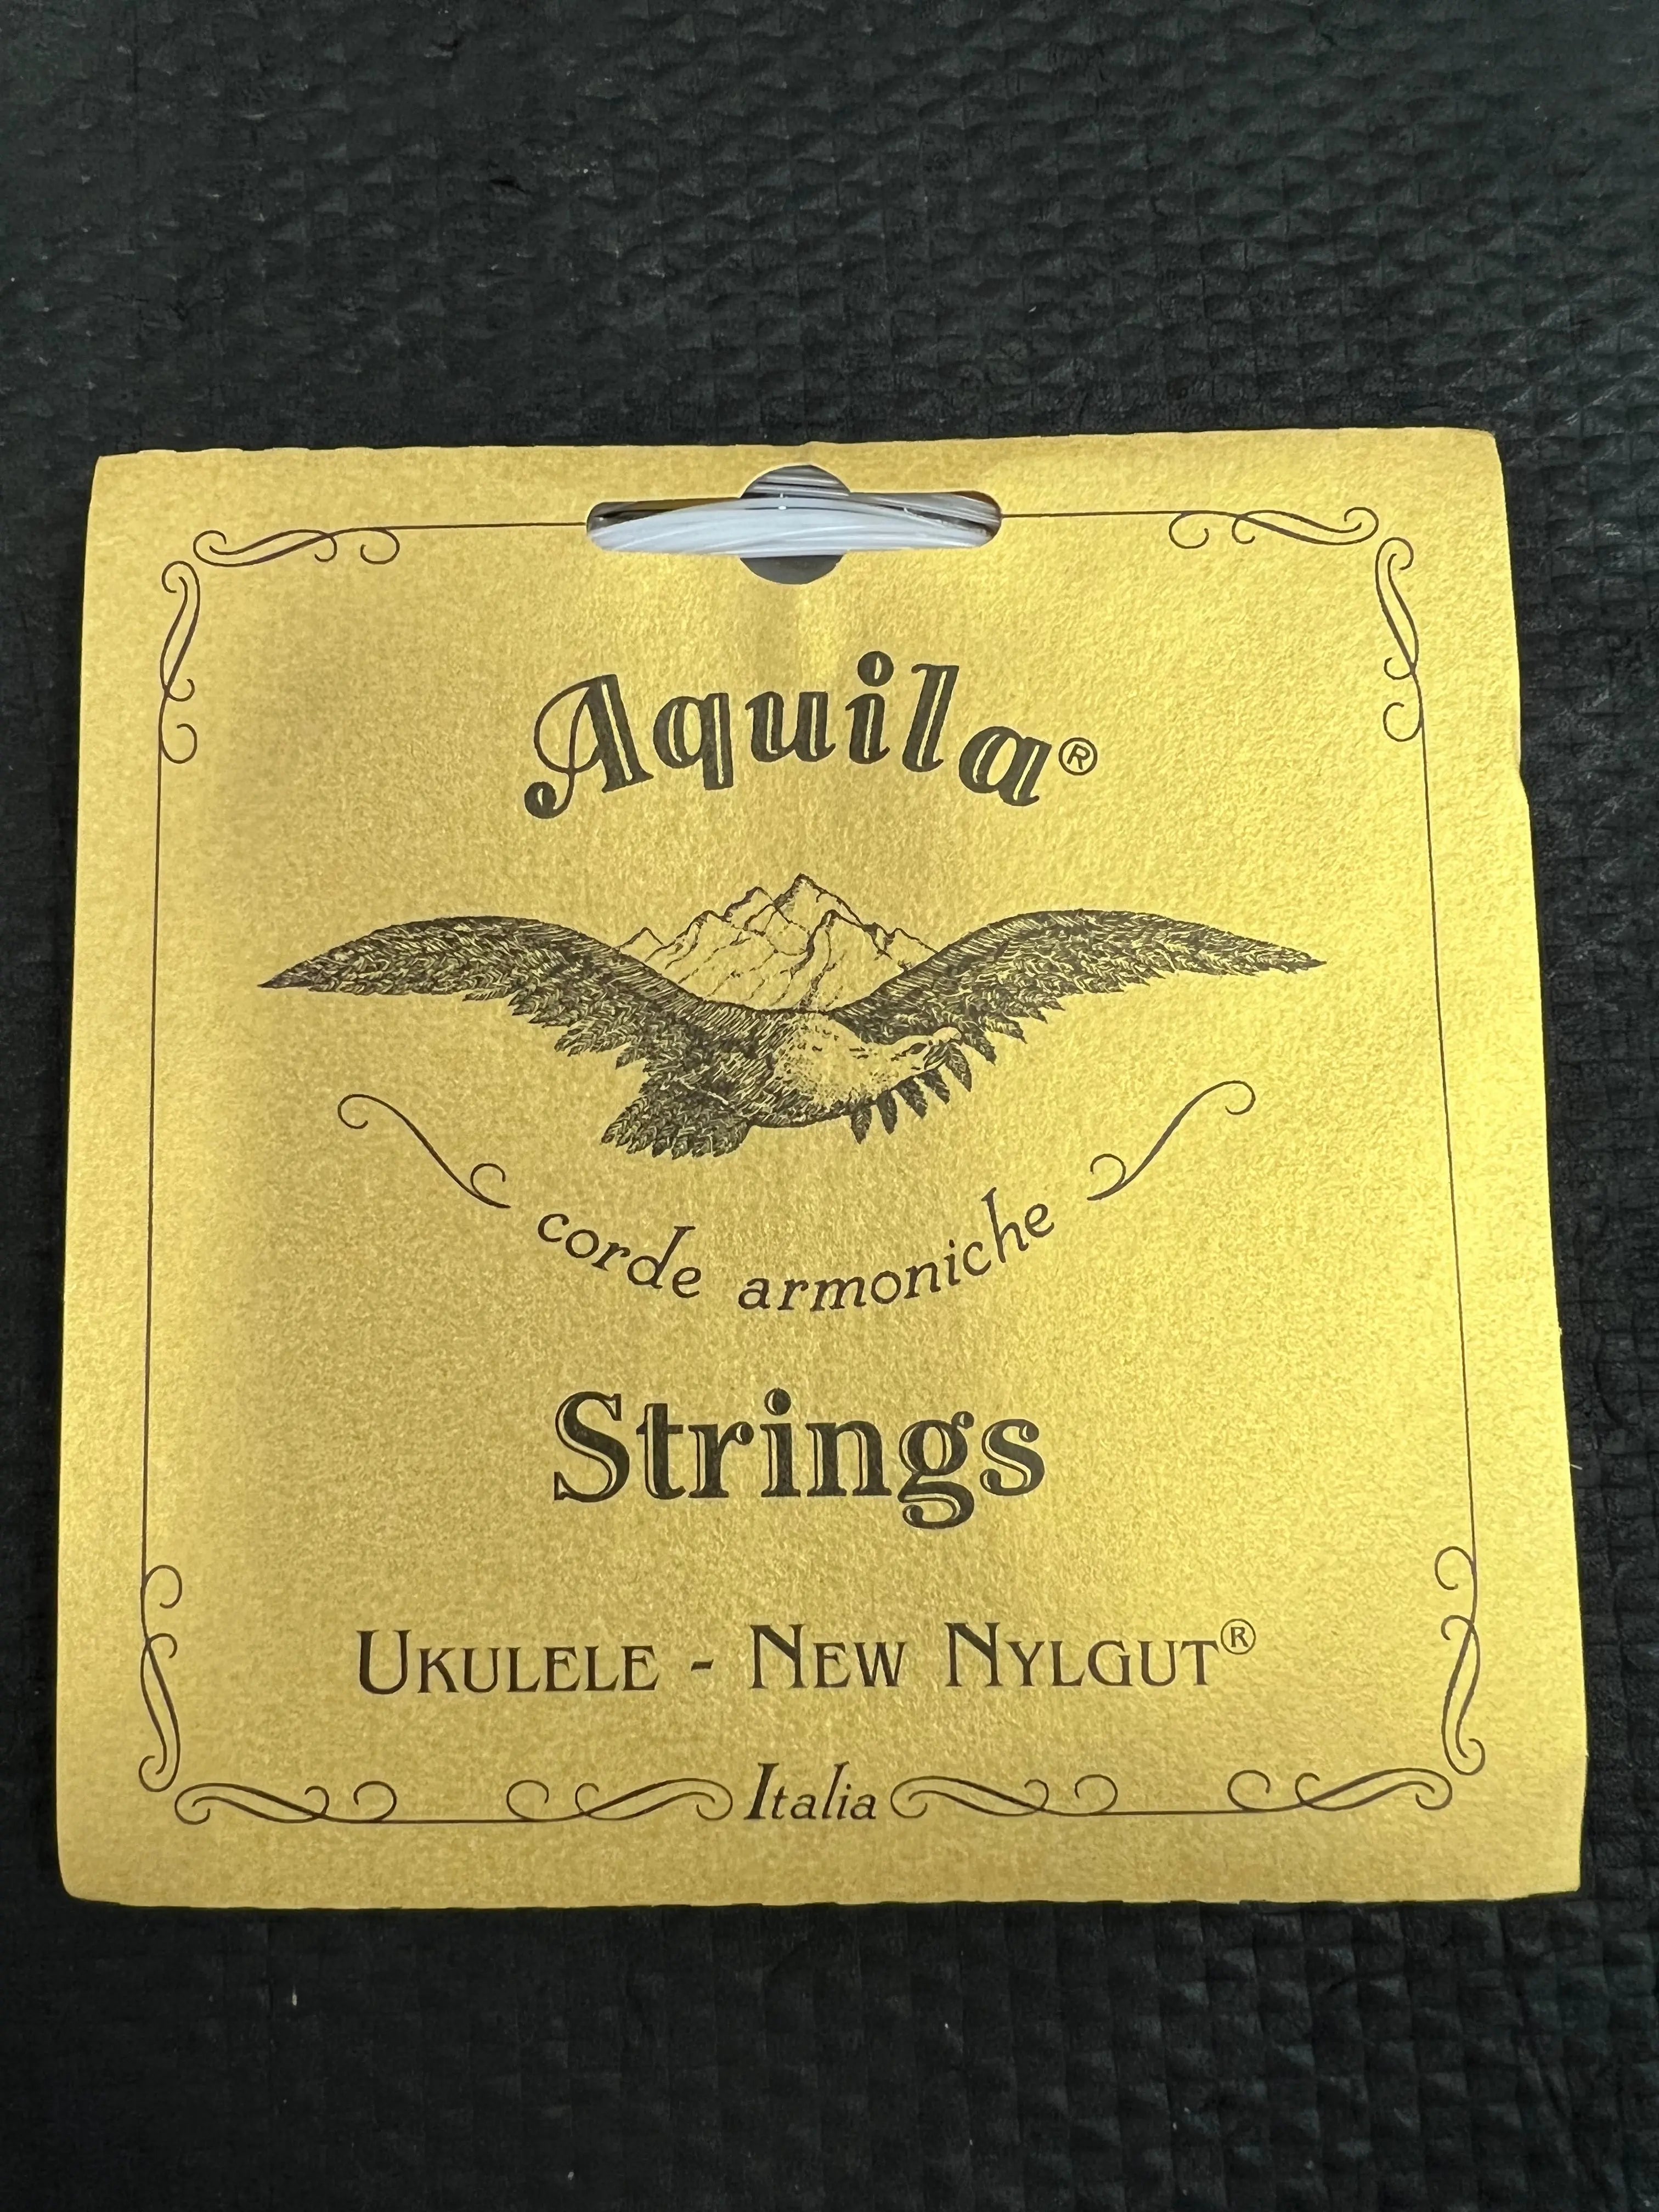 Aquila®
corde armoniche
Strings
UKULELE - NEW NYLGUT®
Italia